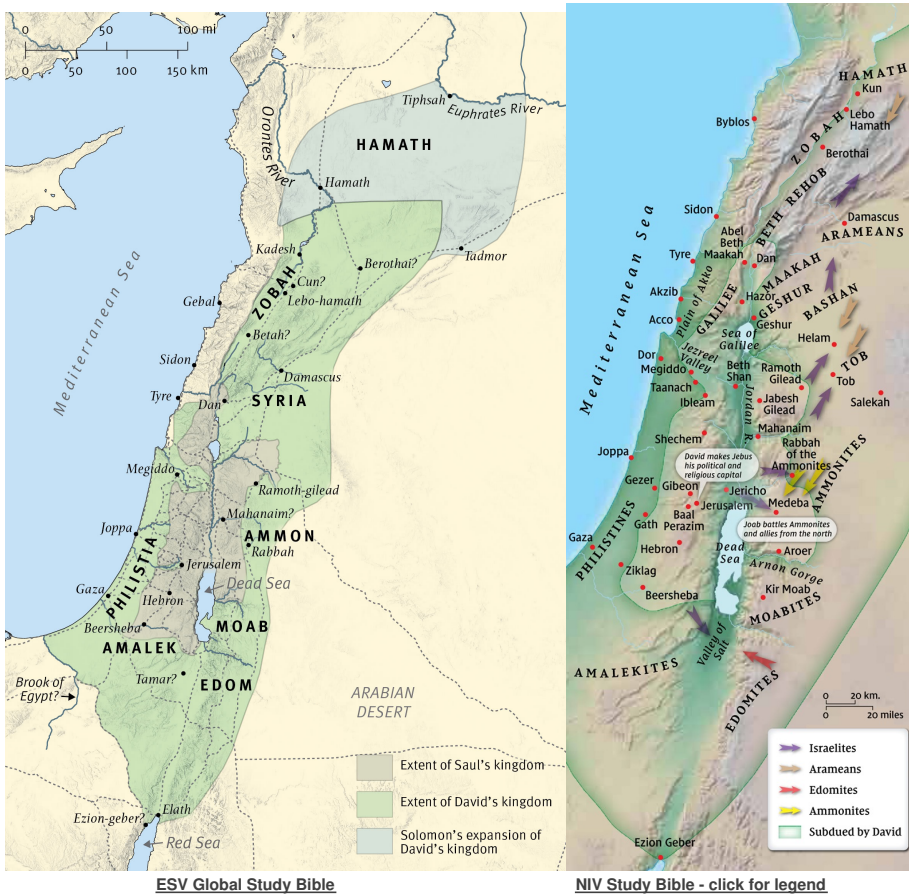 0
50
100 mi
0
50
100
150 km
Tiphsah
Euphrates River
Orontes
River
HAMATH
Hamath
Kadesh
Berothai?
Tadmor
Cun?
Lebo-hamath
ZOBAH
Gebal
Betah?
Mediterranean Sea
Sidon
Damascus
Tyre
Dan
SYRIA
Megiddo
Ramoth-gilead
Mahanaim?
Joppa
AMMON
Rabbah
PHILISTIA
Jerusalem
Dead Sea
Gaza
Hebron
Beersheba
MOAB
AMALEK
Tamar?
EDOM
Brook of
Egypt?
ARABIAN
DESERT
Elath
Ezion-geber?
Red Sea
Extent of Saul's kingdom
Extent of David's kingdom
Solomon's expansion of
David's kingdom
ESV Global Study Bible
HAMATH
Kun
Lebo
Hamath
Byblos
ZOBAH
Berothai
BETH REHOB
Sidon
Damascus
ARAMEANS
Abel
Beth
Maakah
Dan
Tyre
MAAKAH
Mediterranean Sea
Plain of Akko
Akzib
GALILEE
Hazor
GESHUR
BASHAN
Acco
Geshur
Sea of
Galilee
Helam
Dor
Jezreel
Valley
Megiddo
Beth
Shan
TOB
Taanach
Ramoth
Gilead
Tob
Ibleam
Jabesh
Gilead
Salekah
Jordan R.
Shechem
Mahanaim
Joppa
Rabbah
of the
Ammonites
AMMONITES
David makes Jebus
his political and
religious capital
Gezer
Gibeon
Jericho
Jerusalem
Medeba
Gath
Baal
Perazim
Joab battles Ammonites
and allies from the north
Gaza
PHILISTINES
Hebron
Dead
Sea
Aroer
Arnon Gorge
Ziklag
Beersheba
Kir Moab
MOABITES
Valley of
Salt
AMALEKITES
EDOMITES
0
20 km.
0
20 miles
Israelites
Arameans
Edomites
Ammonites
Subdued by David
Ezion Geber
NIV Study Bible - click for legend